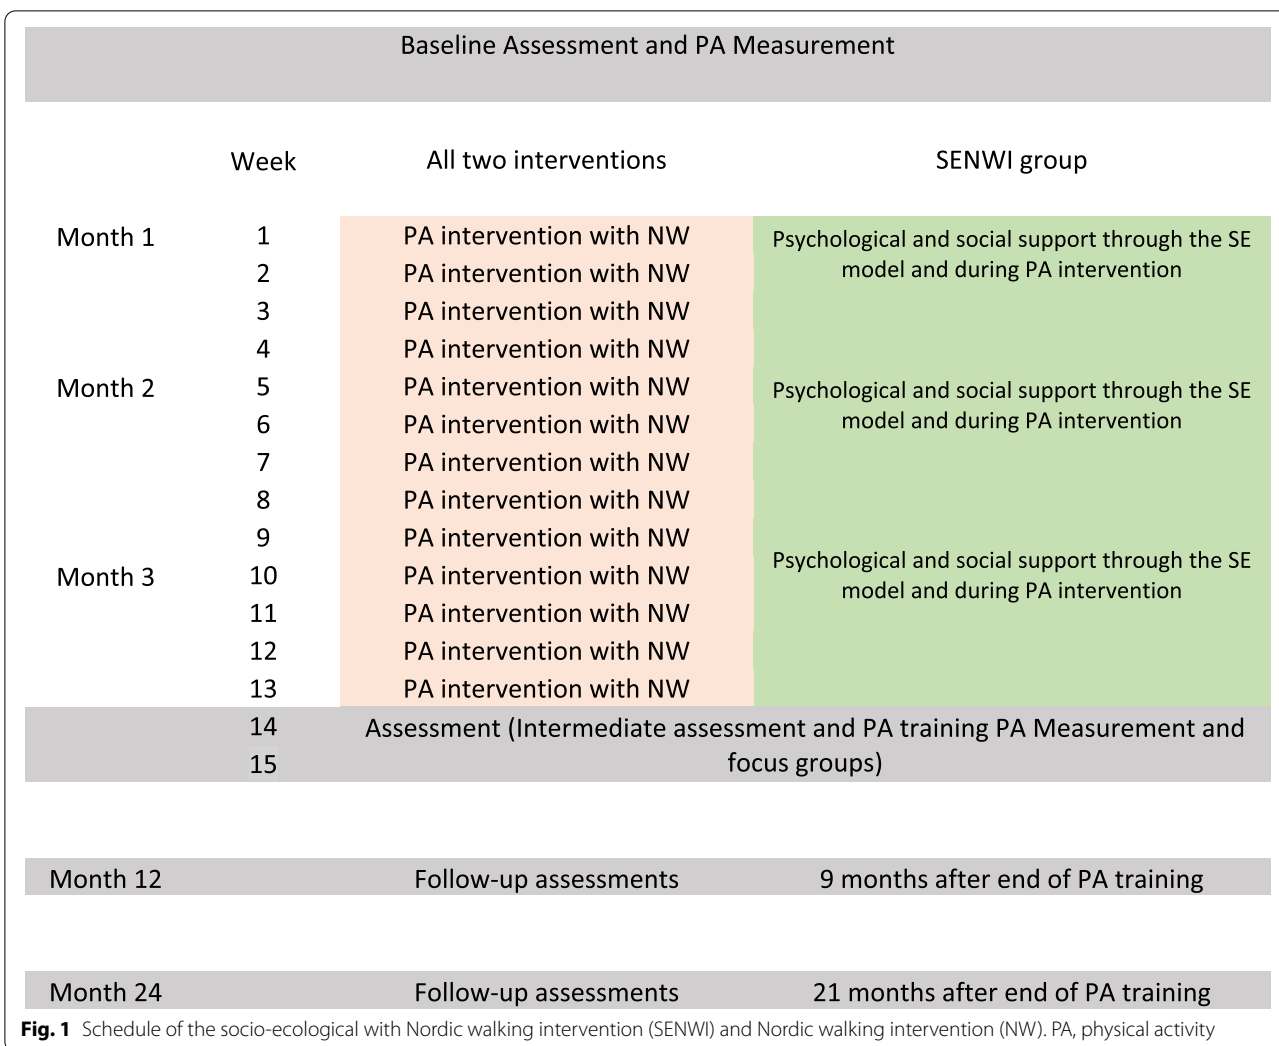 Baseline Assessment and PA Measurement
Week All two interventions SENWI group
Month 1 1 PA intervention with NW Psychological and social support through the SE
2 PA intervention with NW model and during PA intervention
3 PA intervention with NW
4 PA intervention with NW
Month 2 5 PA intervention with NW Psychological and social support through the SE
6 PA intervention with NW model and during PA intervention
7 PA intervention with NW
8 PA intervention with NW
9 PA intervention with NW Psychological and social support through the SE
Month 3 10 PA intervention with NW model and during PA intervention
11 PA intervention with NW
12 PA intervention with NW
13 PA intervention with NW
14 Assessment (Intermediate assessment and PA training PA Measurement and
15 focus groups)
Month 12 Follow-up assessments 9 months after end of PA training
Month 24 Follow-up assessments 21 months after end of PA training
Fig. 1 Schedule of the socio-ecological with Nordic walking intervention (SENWI) and Nordic walking intervention (NW). PA, physical activity